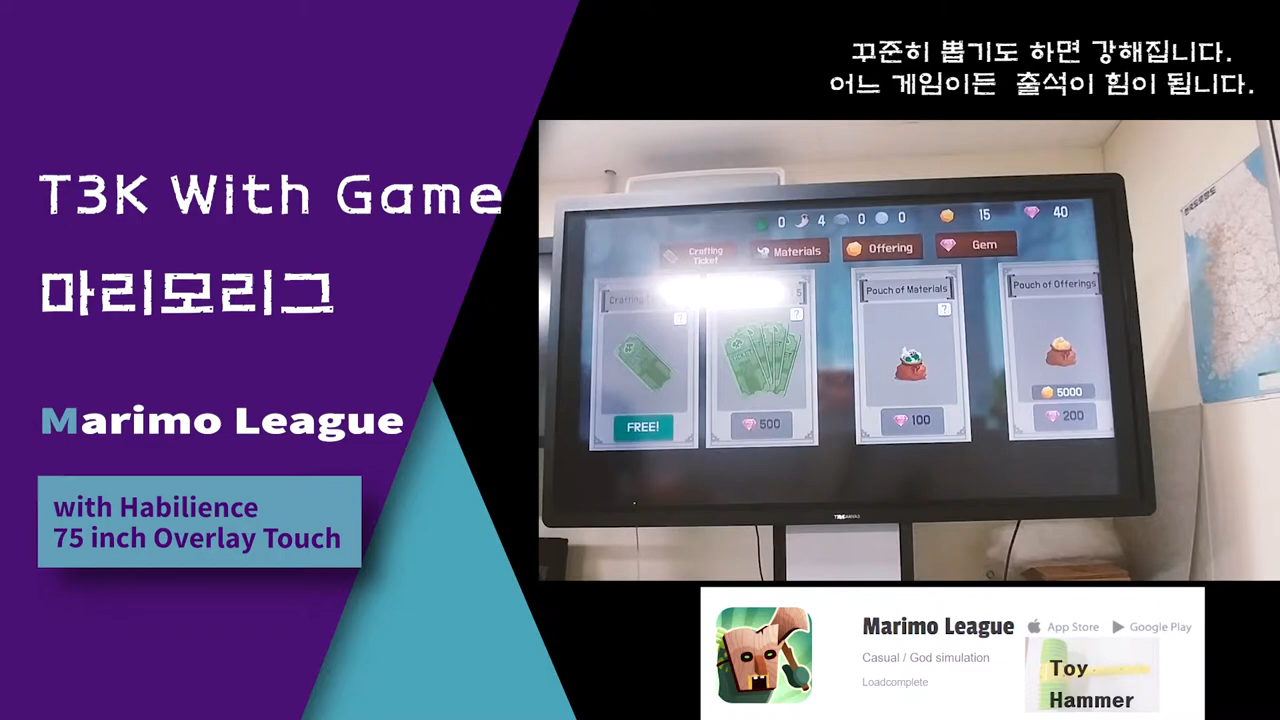 꾸준히 뽑기도 하면 강해집니다.
어느 게임이든 출석이 힘이 됩니다.
T3K With Game
마리모리그
Marimo League
with Habilience
75 inch Overlay Touch
0 4 0 0 15 40
Crafting
Ticket
Materials
Offering
Gem
5
Pouch of Materials
Pouch of Offerings
?
?
?
FREE!
500
100
5000
200
Marimo League
App Store
Google Play
Casual / God simulation
Loadcomplete
Toy
Hammer